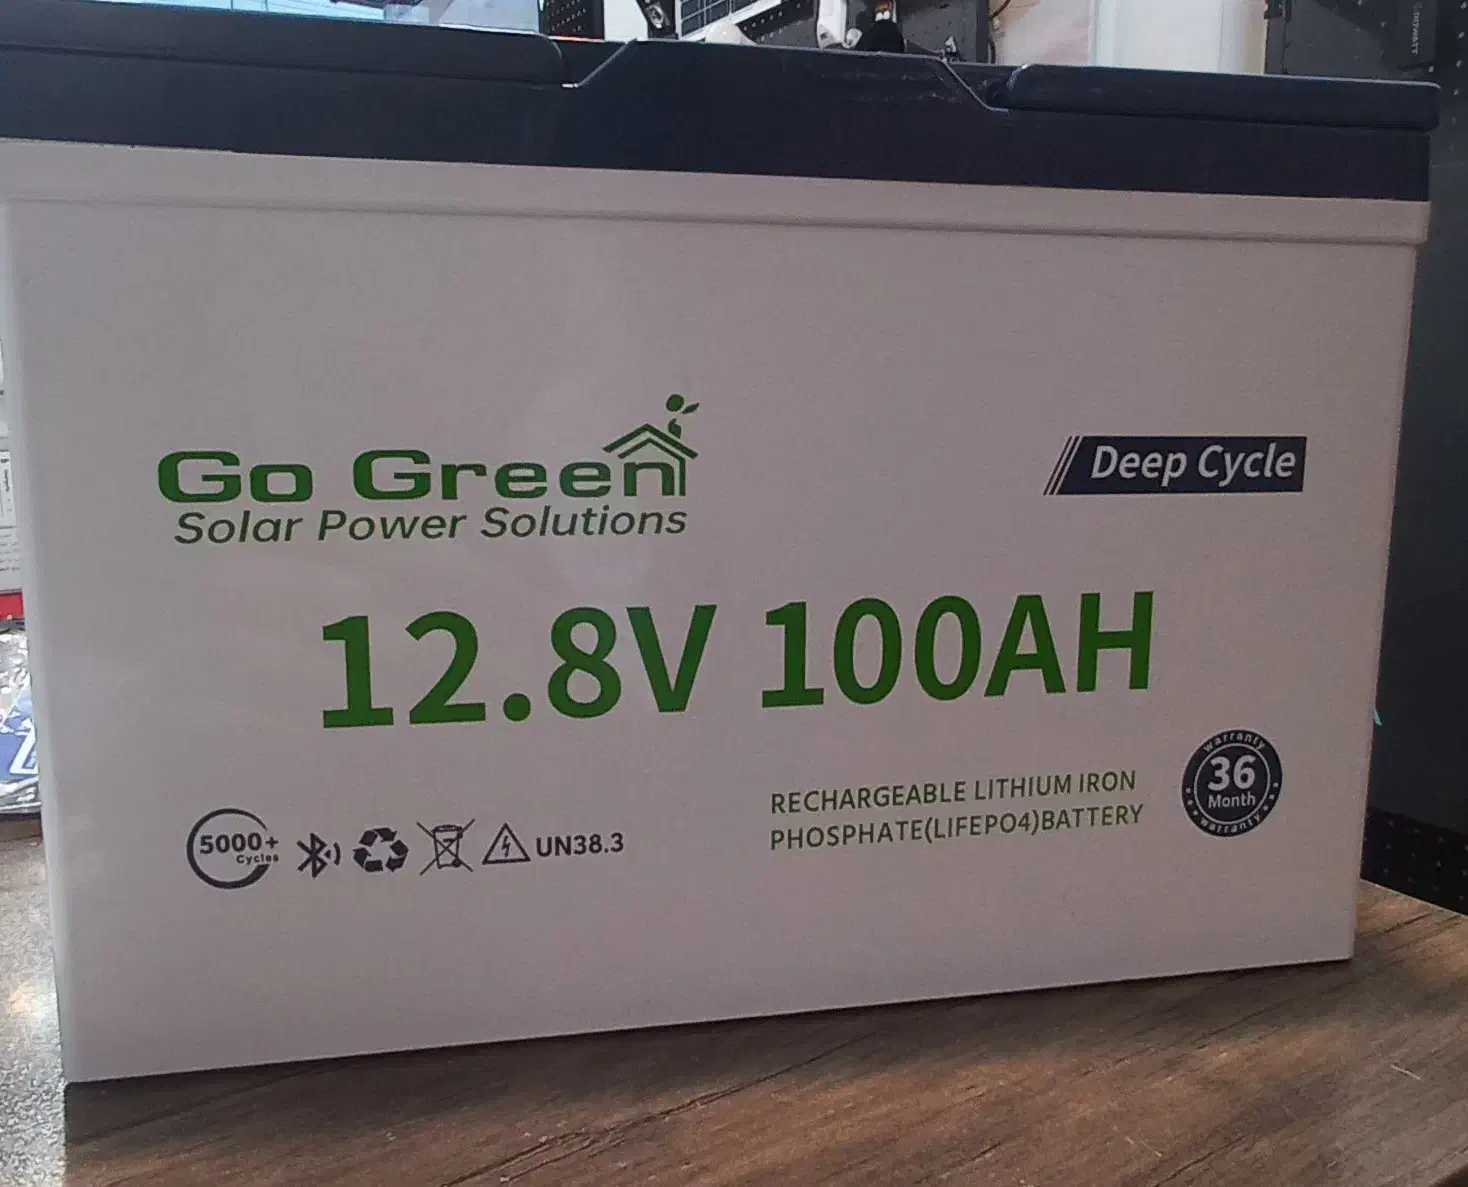 Go Green
Solar Power Solutions
Deep Cycle
12.8V 100AH
RECHARGEABLE LITHIUM IRON
PHOSPHATE(LIFEPO4)BATTERY
warranty
36
Month
warranty
5000+
Cycles
UN38.3